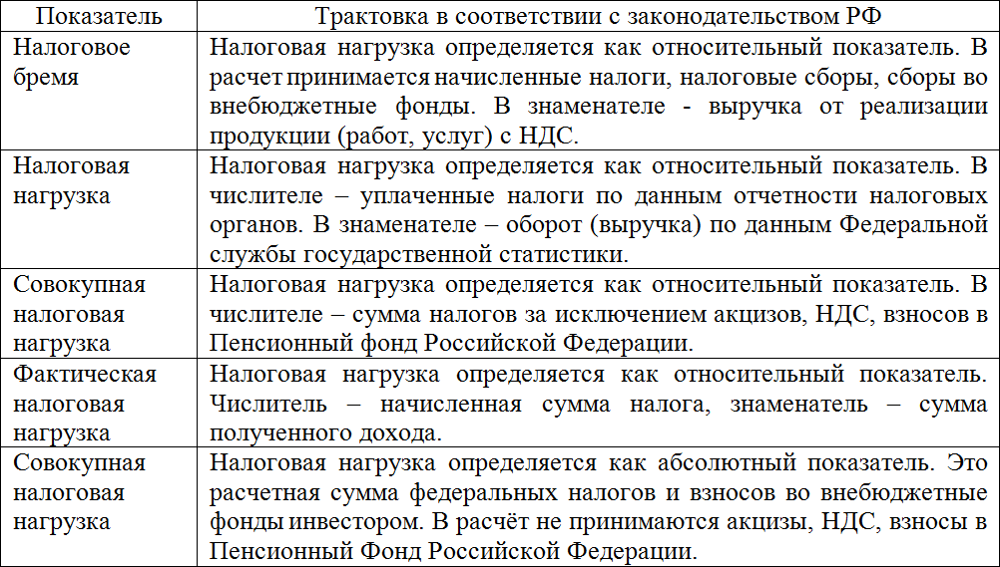 Показатель
Трактовка в соответствии с законодательством РФ
Налоговое
бремя
Налоговая нагрузка определяется как относительный показатель. В
расчет принимается начисленные налоги, налоговые сборы, сборы во
внебюджетные фонды. В знаменателе - выручка от реализации
продукции (работ, услуг) с НДС.
Налоговая
нагрузка
Налоговая нагрузка определяется как относительный показатель. В
числителе – уплаченные налоги по данным отчетности налоговых
органов. В знаменателе – оборот (выручка) по данным Федеральной
службы государственной статистики.
Совокупная
налоговая
нагрузка
Налоговая нагрузка определяется как относительный показатель. В
числителе – сумма налогов за исключением акцизов, НДС, взносов в
Пенсионный фонд Российской Федерации.
Фактическая
налоговая
нагрузка
Налоговая нагрузка определяется как относительный показатель.
Числитель – начисленная сумма налога, знаменатель – сумма
полученного дохода.
Совокупная
налоговая
нагрузка
Налоговая нагрузка определяется как абсолютный показатель. Это
расчетная сумма федеральных налогов и взносов во внебюджетные
фонды инвестором. В расчёт не принимаются акцизы, НДС, взносы в
Пенсионный Фонд Российской Федерации.